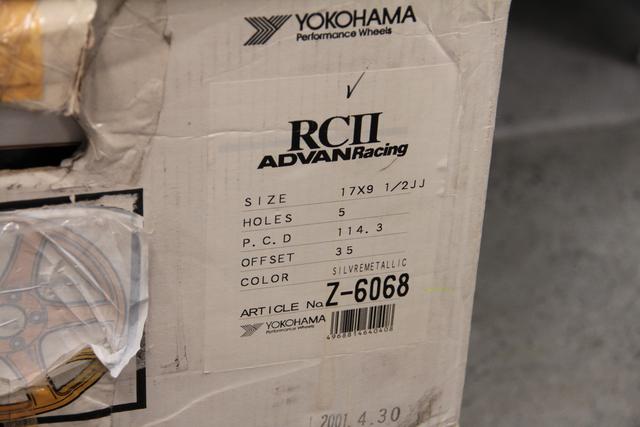 YOKOHAMA
Performance Wheels
RCII
ADVAN Racing
SIZE 17X9 1/2JJ
HOLES 5
P.C.D 114.3
OFFSET 35
COLOR SILVREMETALLIC
ARTICLE No. Z-6068
YOKOHAMA
Performance Wheels
4968814640408
2001.4.30